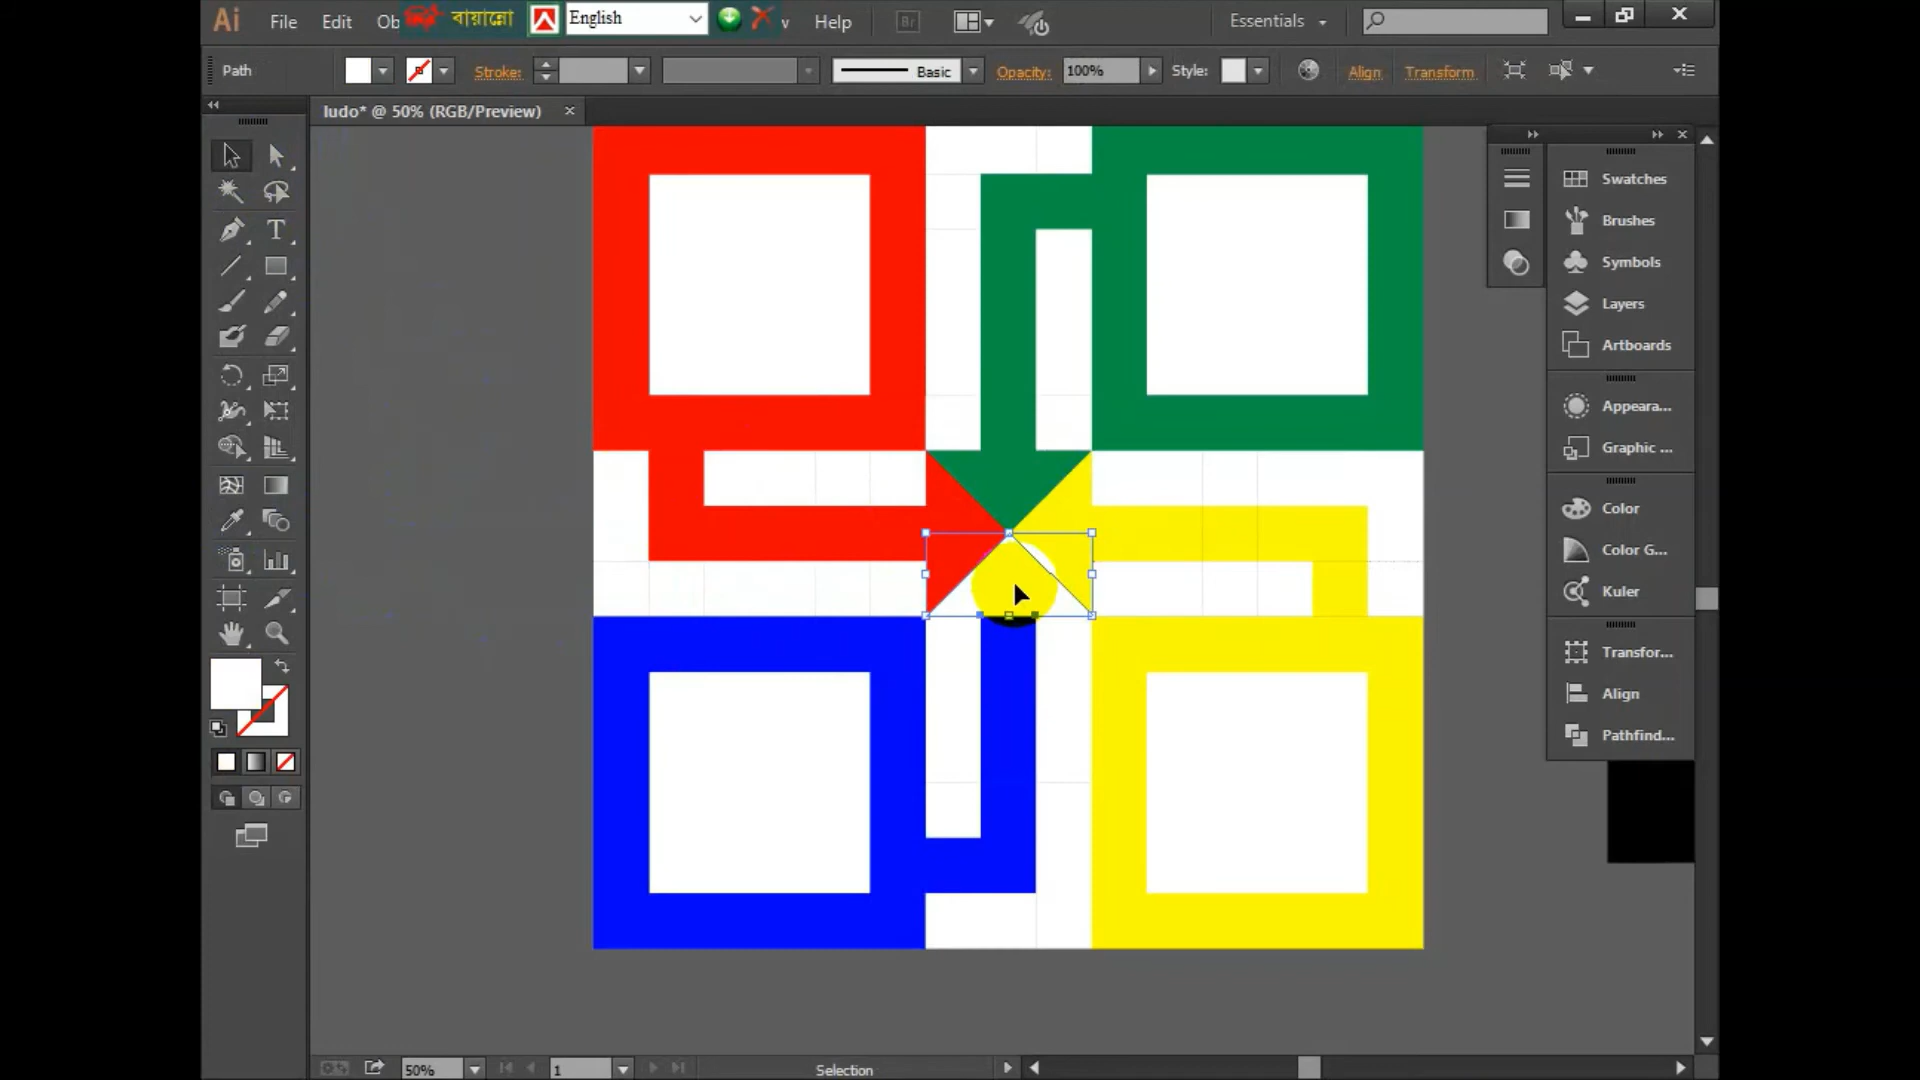 Ai File Edit Ob বায়ান্নো English v Help Br Essentials
Path Stroke: Basic Opacity: 100% Style: Align Transform
ludo* @ 50% (RGB/Preview)
Swatches
Brushes
Symbols
Layers
Artboards
Appeara...
Graphic ...
Color
Color G...
Kuler
Transfor...
Align
Pathfind...
50% 1 Selection